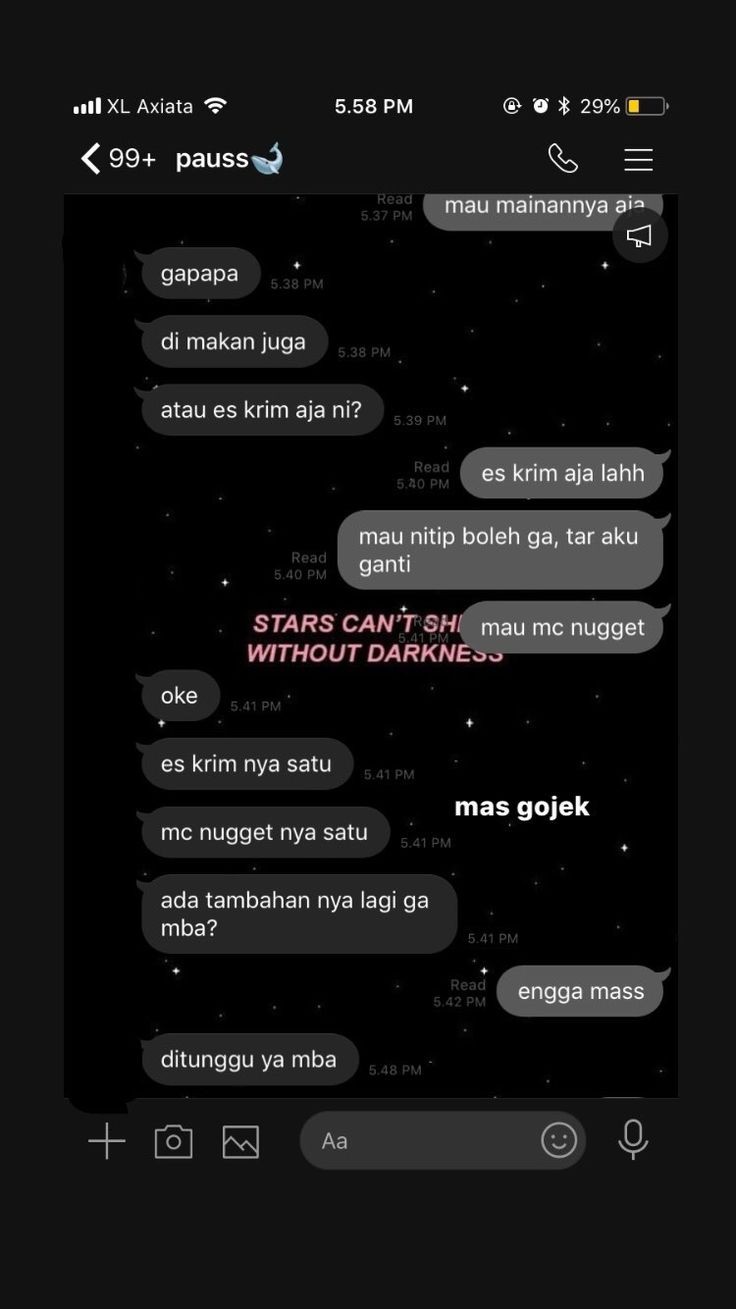 XL Axiata 5.58 PM 29%
99+ pauss
mau mainannya aja
Read
5.37 PM
gapapa
5.38 PM
di makan juga
5.38 PM
atau es krim aja ni?
5.39 PM
es krim aja lahh
Read
5.40 PM
mau nitip boleh ga, tar aku
ganti
Read
5.40 PM
STARS CAN'T SH
WITHOUT DARKNESS
mau mc nugget
Read
5.41 PM
oke
5.41 PM
es krim nya satu
5.41 PM
mas gojek
mc nugget nya satu
5.41 PM
ada tambahan nya lagi ga
mba?
5.41 PM
engga mass
Read
5.42 PM
ditunggu ya mba
5.48 PM
Aa